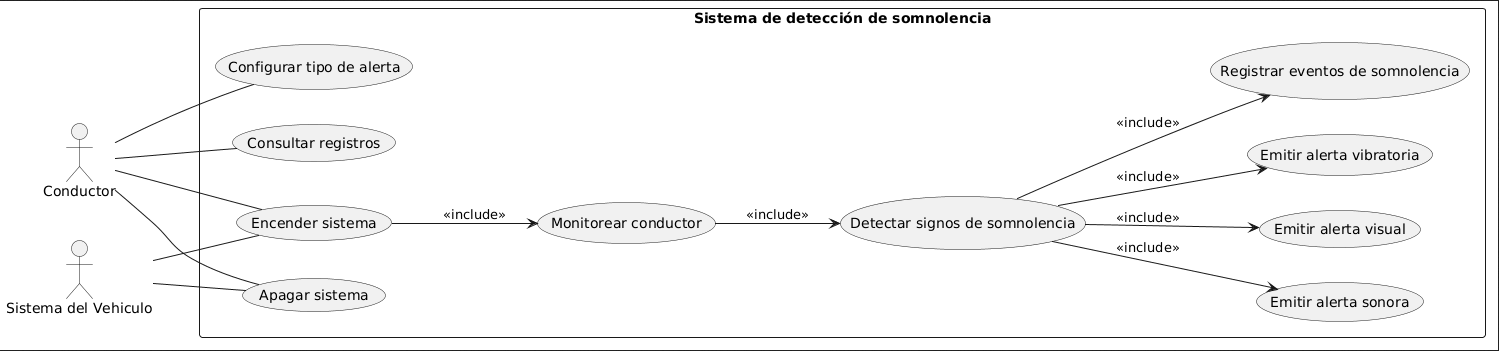 Sistema de detección de somnolencia
Configurar tipo de alerta
Registrar eventos de somnolencia
«include»
Consultar registros
Emitir alerta vibratoria
«include»
Conductor
Encender sistema
«include»
Monitorear conductor
«include»
Detectar signos de somnolencia
«include»
Emitir alerta visual
«include»
Sistema del Vehiculo
Apagar sistema
Emitir alerta sonora